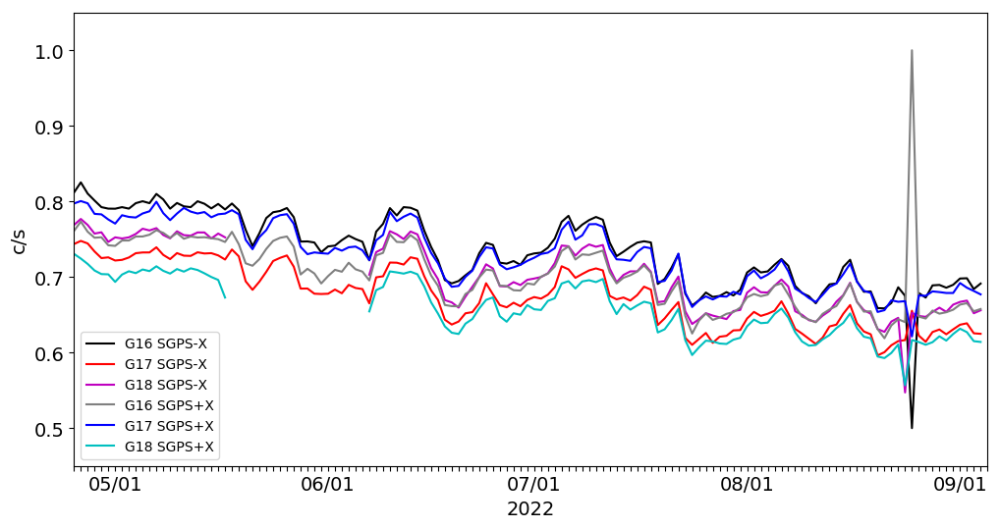 c/s
1.0
0.9
0.8
0.7
0.6
0.5
G16 SGPS-X
G17 SGPS-X
G18 SGPS-X
G16 SGPS+X
G17 SGPS+X
G18 SGPS+X
05/01 06/01 07/01 08/01 09/01
2022